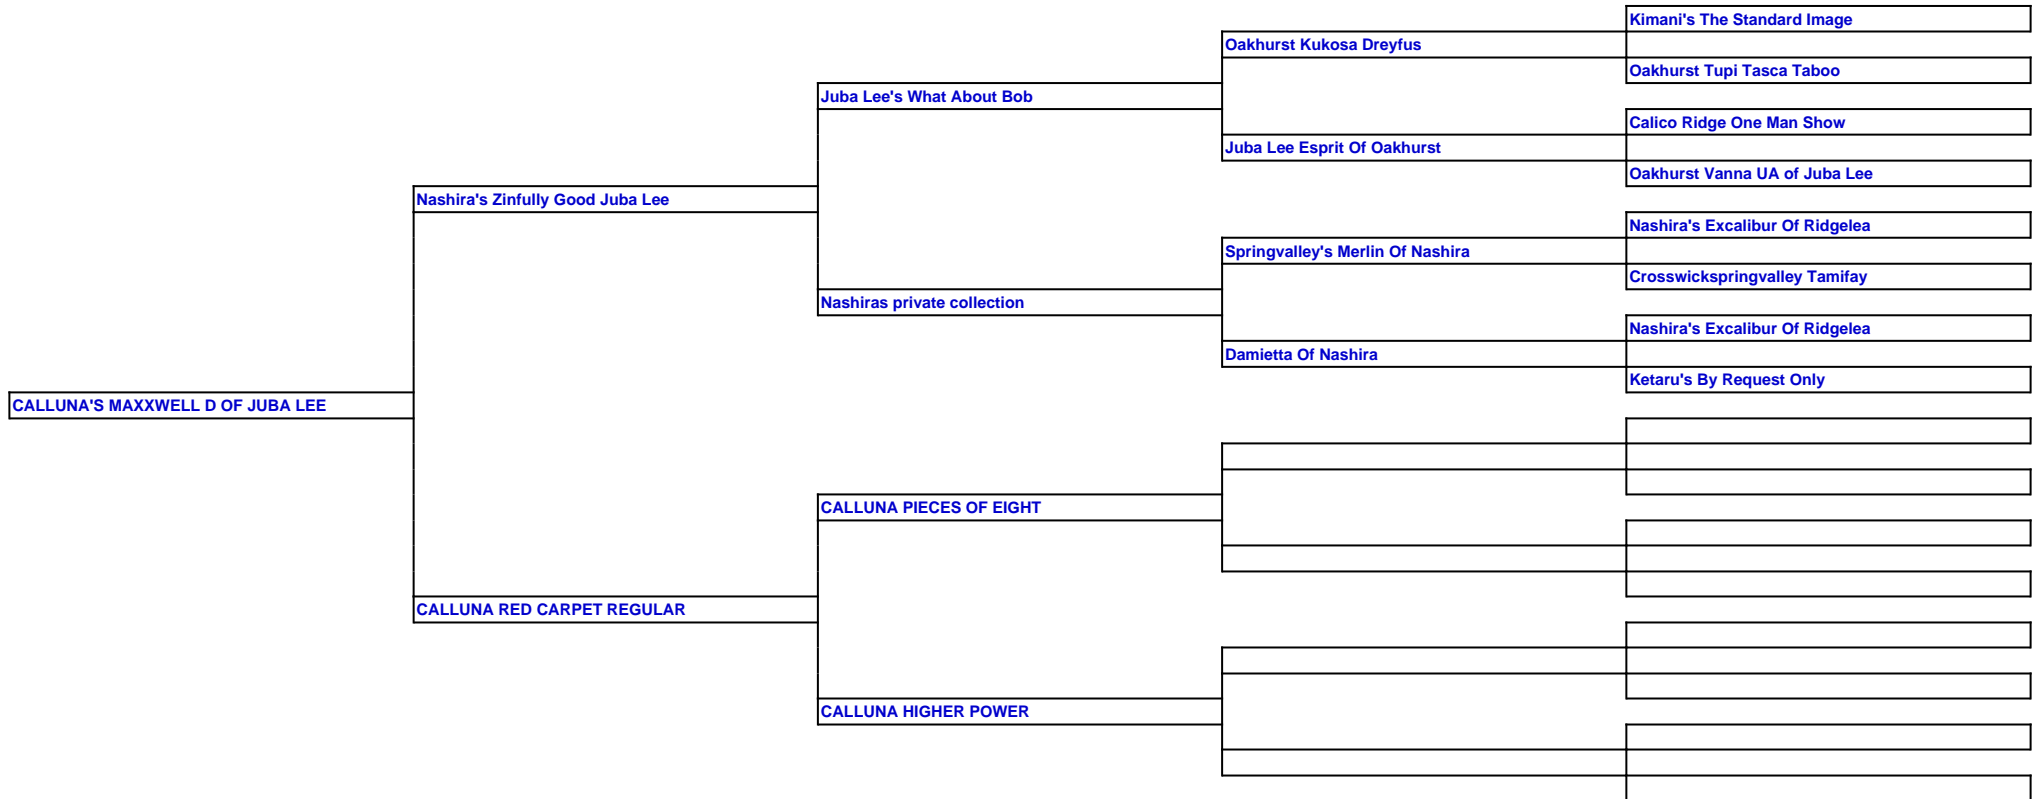 Kimani's The Standard Image
Oakhurst Kukosa Dreyfus
Oakhurst Tupi Tasca Taboo
Juba Lee's What About Bob
Calico Ridge One Man Show
Juba Lee Esprit Of Oakhurst
Oakhurst Vanna UA of Juba Lee
Nashira's Zinfully Good Juba Lee
Nashira's Excalibur Of Ridgelea
Springvalley's Merlin Of Nashira
Crosswickspringvalley Tamifay
Nashiras private collection
Nashira's Excalibur Of Ridgelea
Damietta Of Nashira
Ketaru's By Request Only
CALLUNA'S MAXXWELL D OF JUBA LEE
CALLUNA PIECES OF EIGHT
CALLUNA RED CARPET REGULAR
CALLUNA HIGHER POWER